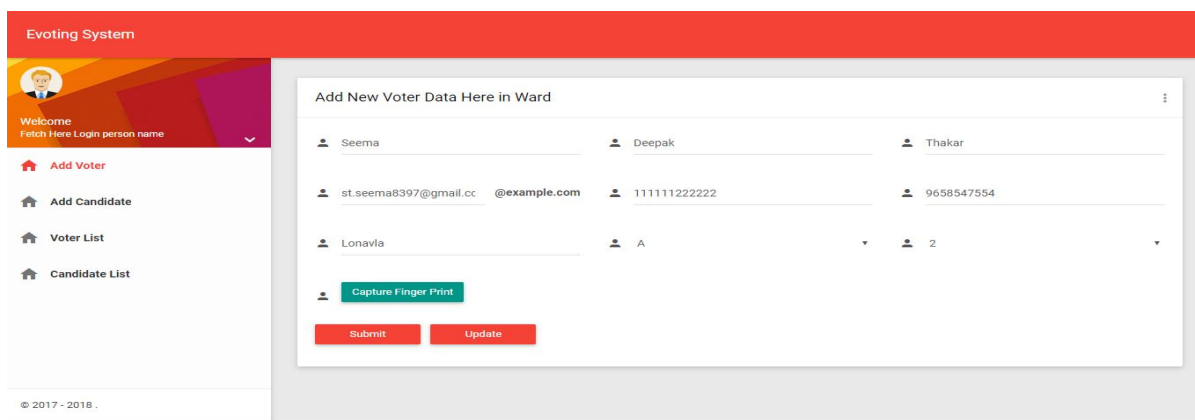 Evoting System
Welcome
Fetch Here Login person name
Add Voter
Add Candidate
Voter List
Candidate List
© 2017 - 2018 .
Add New Voter Data Here in Ward
Seema Deepak Thakar
st.seema8397@gmail.cc @example.com 111111222222 9658547554
Lonavla A 2
Capture Finger Print
Submit Update